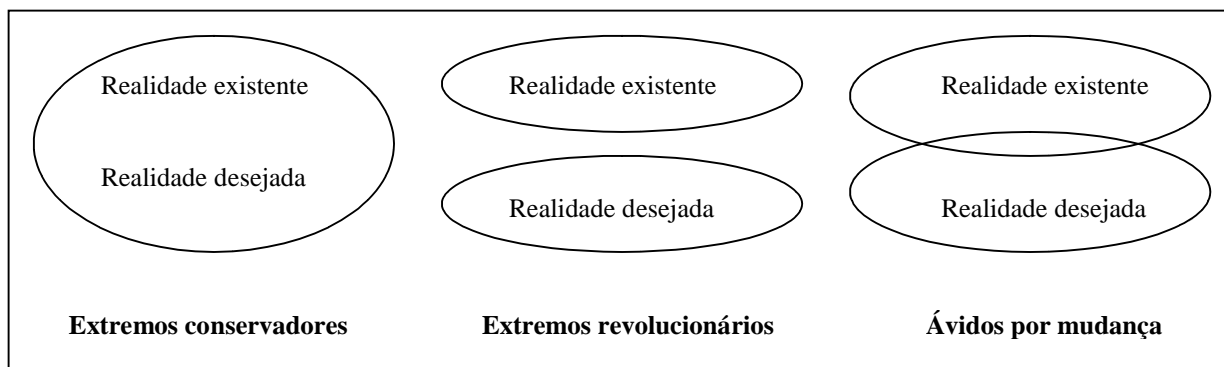 Realidade existente
Realidade desejada
Extremos conservadores
Realidade existente
Realidade desejada
Extremos revolucionários
Realidade existente
Realidade desejada
Ávidos por mudança